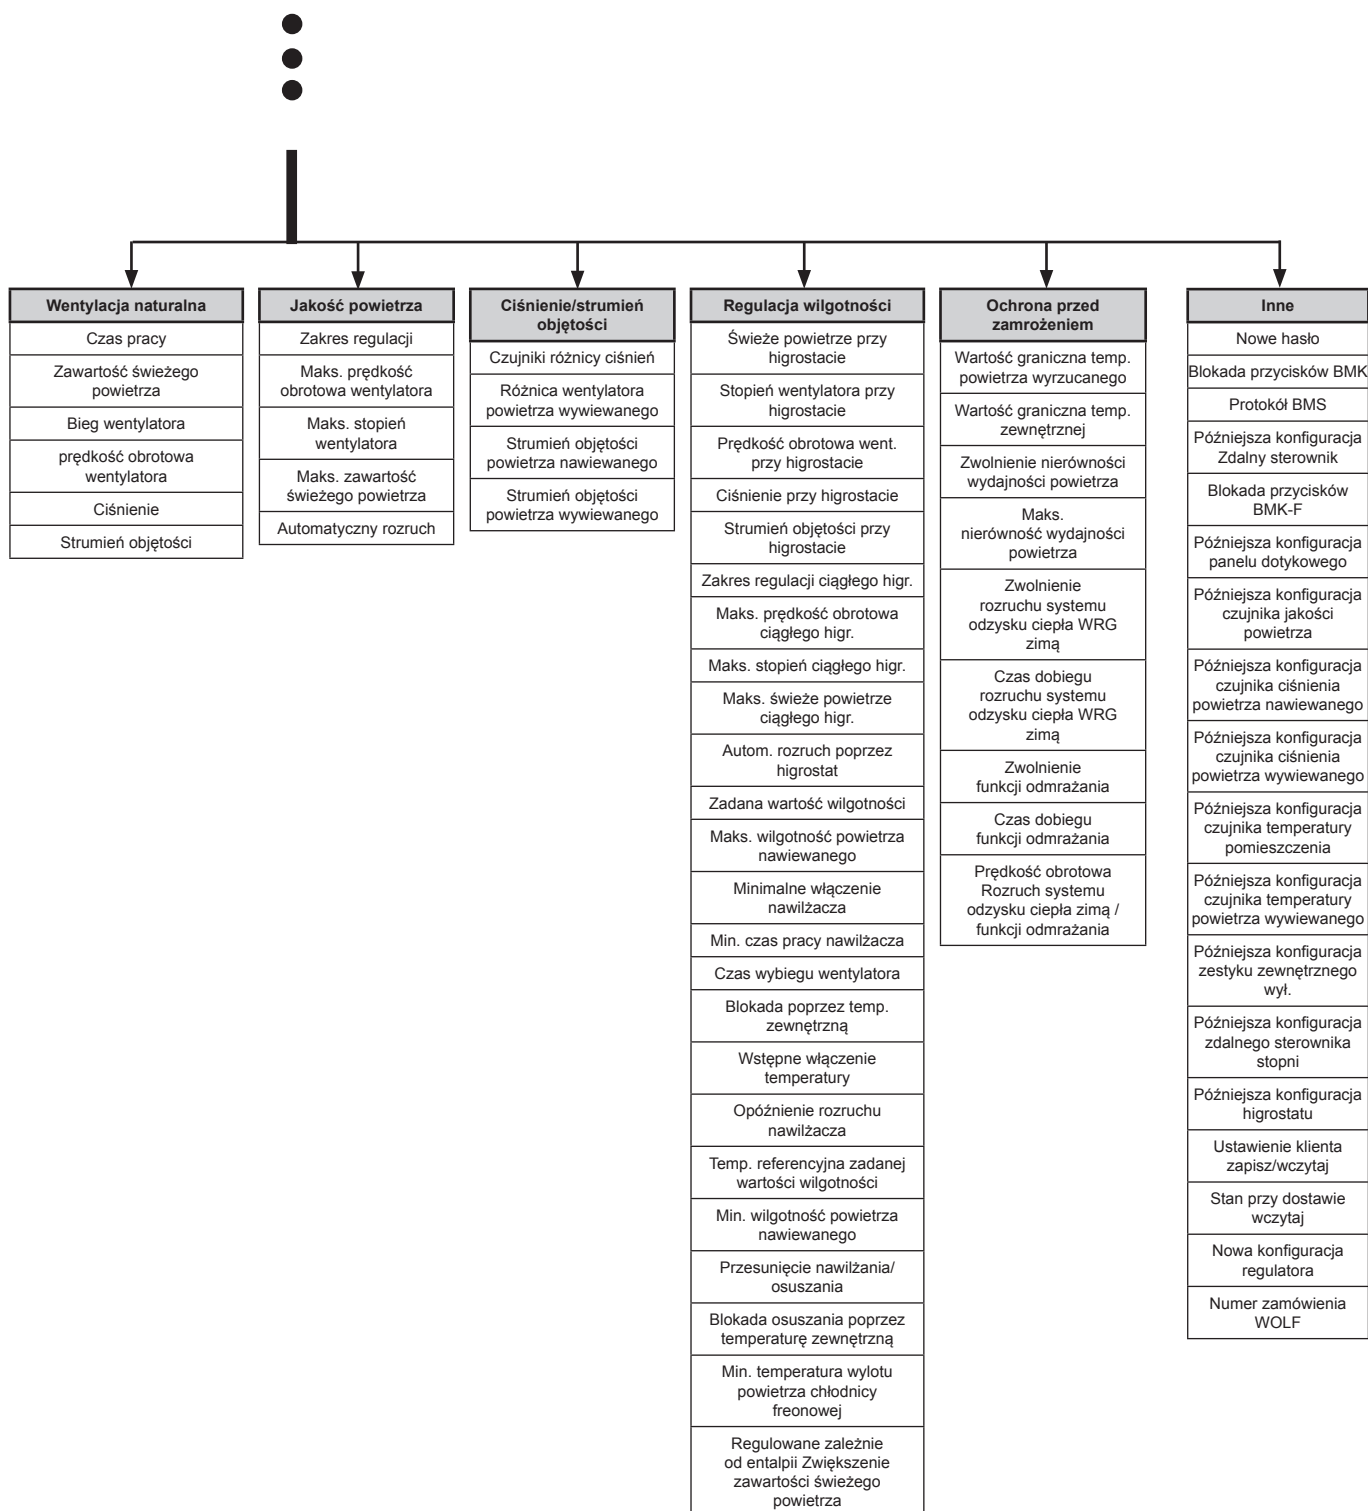 Wentylacja naturalna
Czas pracy
Zawartość świeżego
powietrza
Bieg wentylatora
prędkość obrotowa
wentylatora
Ciśnienie
Strumień objętości
Jakość powietrza
Zakres regulacji
Maks. prędkość
obrotowa wentylatora
Maks. stopień
wentylatora
Maks. zawartość
świeżego powietrza
Automatyczny rozruch
Ciśnienie/strumień
objętości
Czujniki różnicy ciśnień
Różnica wentylatora
powietrza wywiewanego
Strumień objętości
powietrza nawiewanego
Strumień objętości
powietrza wywiewanego
Regulacja wilgotności
Świeże powietrze przy
higrostacie
Stopień wentylatora przy
higrostacie
Prędkość obrotowa went.
przy higrostacie
Ciśnienie przy higrostacie
Strumień objętości przy
higrostacie
Zakres regulacji ciągłego higr.
Maks. prędkość obrotowa
ciągłego higr.
Maks. stopień ciągłego higr.
Maks. świeże powietrze
ciągłego higr.
Autom. rozruch poprzez
higrostat
Zadana wartość wilgotności
Maks. wilgotność powietrza
nawiewanego
Minimalne włączenie
nawilżacza
Min. czas pracy nawilżacza
Czas wybiegu wentylatora
Blokada poprzez temp.
zewnętrzną
Wstępne włączenie
temperatury
Opóźnienie rozruchu
nawilżacza
Temp. referencyjna zadanej
wartości wilgotności
Min. wilgotność powietrza
nawiewanego
Przesunięcie nawilżania/
osuszania
Blokada osuszania poprzez
temperaturę zewnętrzną
Min. temperatura wylotu
powietrza chłodnicy
freonowej
Regulowane zależnie
od entalpii Zwiększenie
zawartości świeżego
powietrza
Ochrona przed
zamrożeniem
Wartość graniczna temp.
powietrza wyrzucanego
Wartość graniczna temp.
zewnętrznej
Zwolnienie nierówności
wydajności powietrza
Maks.
nierówność wydajności
powietrza
Zwolnienie
rozruchu systemu
odzysku ciepła WRG
zimą
Czas dobiegu
rozruchu systemu
odzysku ciepła WRG
zimą
Zwolnienie
funkcji odmrażania
Czas dobiegu
funkcji odmrażania
Prędkość obrotowa
Rozruch systemu
odzysku ciepła zimą /
funkcji odmrażania
Inne
Nowe hasło
Blokada przycisków BMK
Protokół BMS
Późniejsza konfiguracja
Zdalny sterownik
Blokada przycisków
BMK-F
Późniejsza konfiguracja
panelu dotykowego
Późniejsza konfiguracja
czujnika jakości
powietrza
Późniejsza konfiguracja
czujnika ciśnienia
powietrza nawiewanego
Późniejsza konfiguracja
czujnika ciśnienia
powietrza wywiewanego
Późniejsza konfiguracja
czujnika temperatury
pomieszczenia
Późniejsza konfiguracja
czujnika temperatury
powietrza wywiewanego
Późniejsza konfiguracja
zestyku zewnętrznego
wył.
Późniejsza konfiguracja
zdalnego sterownika
stopni
Późniejsza konfiguracja
higrostatu
Ustawienie klienta
zapisz/wczytaj
Stan przy dostawie
wczytaj
Nowa konfiguracja
regulatora
Numer zamówienia
WOLF